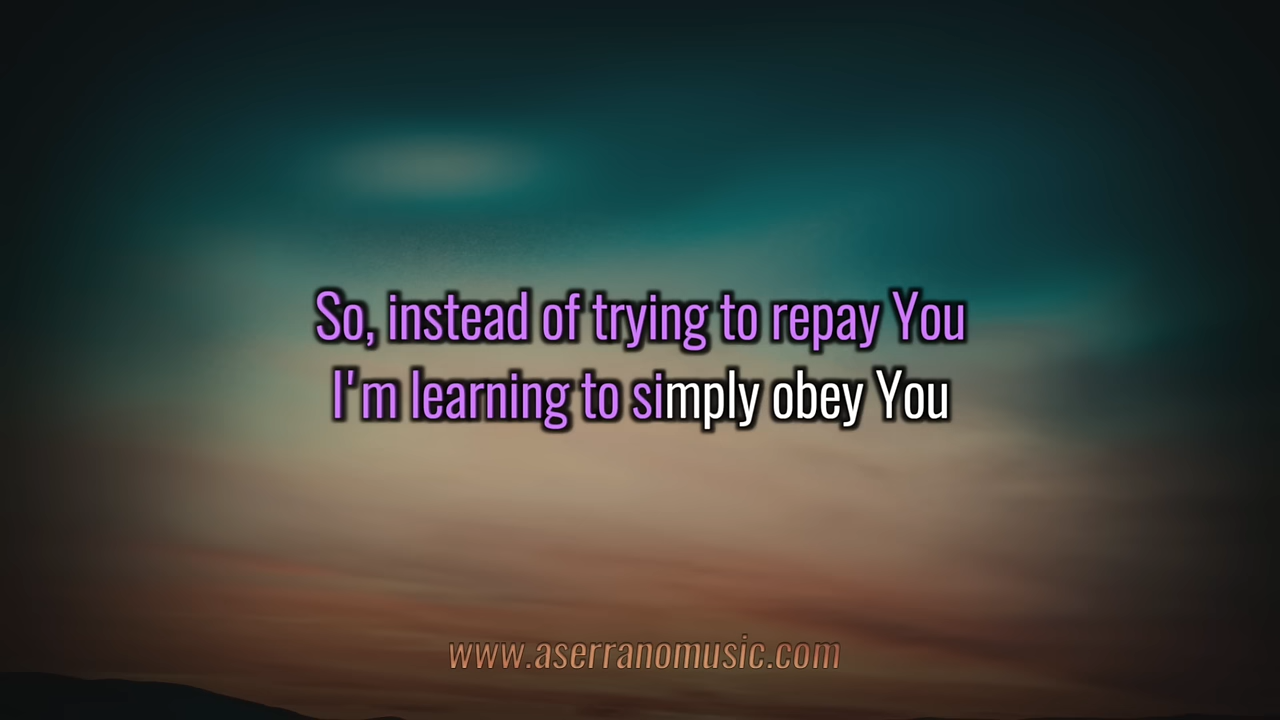 So, instead of trying to repay You
I'm learning to simply obey You
www.aserranomusic.com